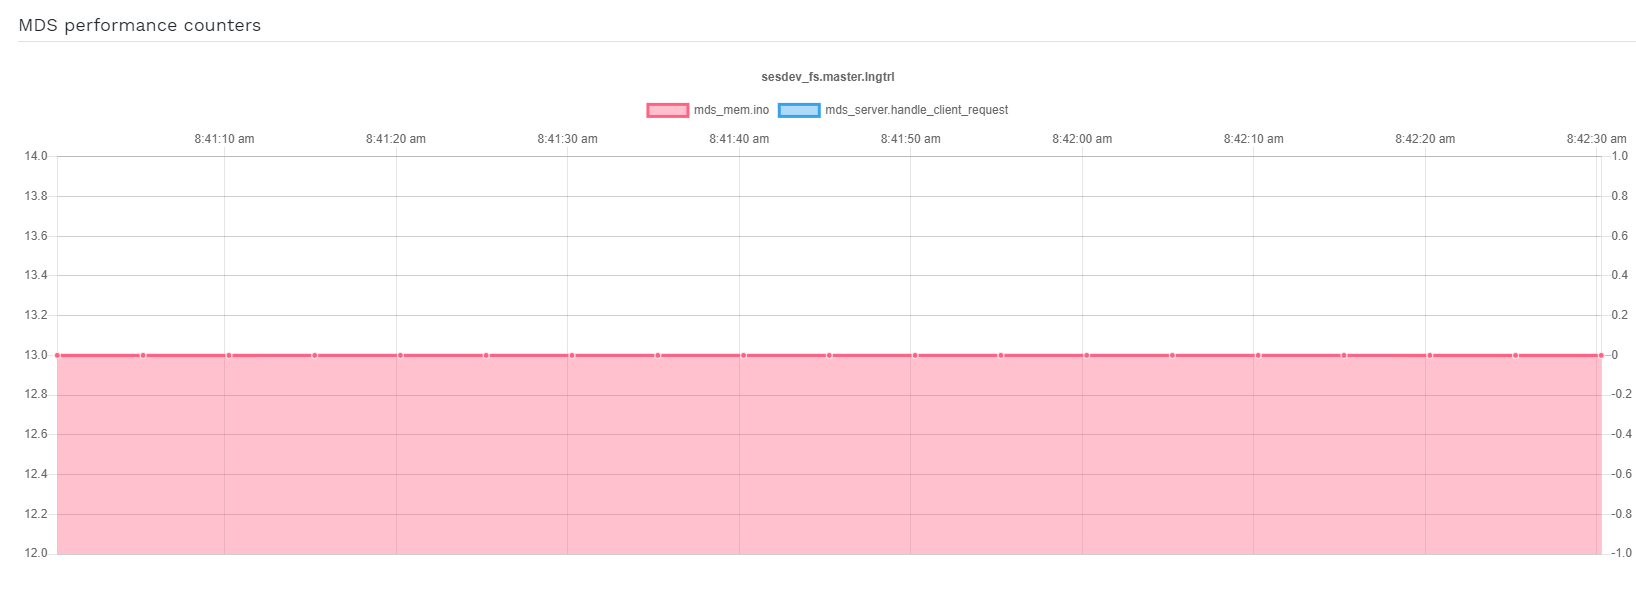 MDS performance counters
sesdev_fs.master.lngtrl
mds_mem.ino mds_server.handle_client_request
8:41:10 am 8:41:20 am 8:41:30 am 8:41:40 am 8:41:50 am 8:42:00 am 8:42:10 am 8:42:20 am 8:42:30 am
14.0 1.0
13.8 0.8
13.6 0.6
13.4 0.4
13.2 0.2
13.0 0
12.8 -0.2
12.6 -0.4
12.4 -0.6
12.2 -0.8
12.0 -1.0